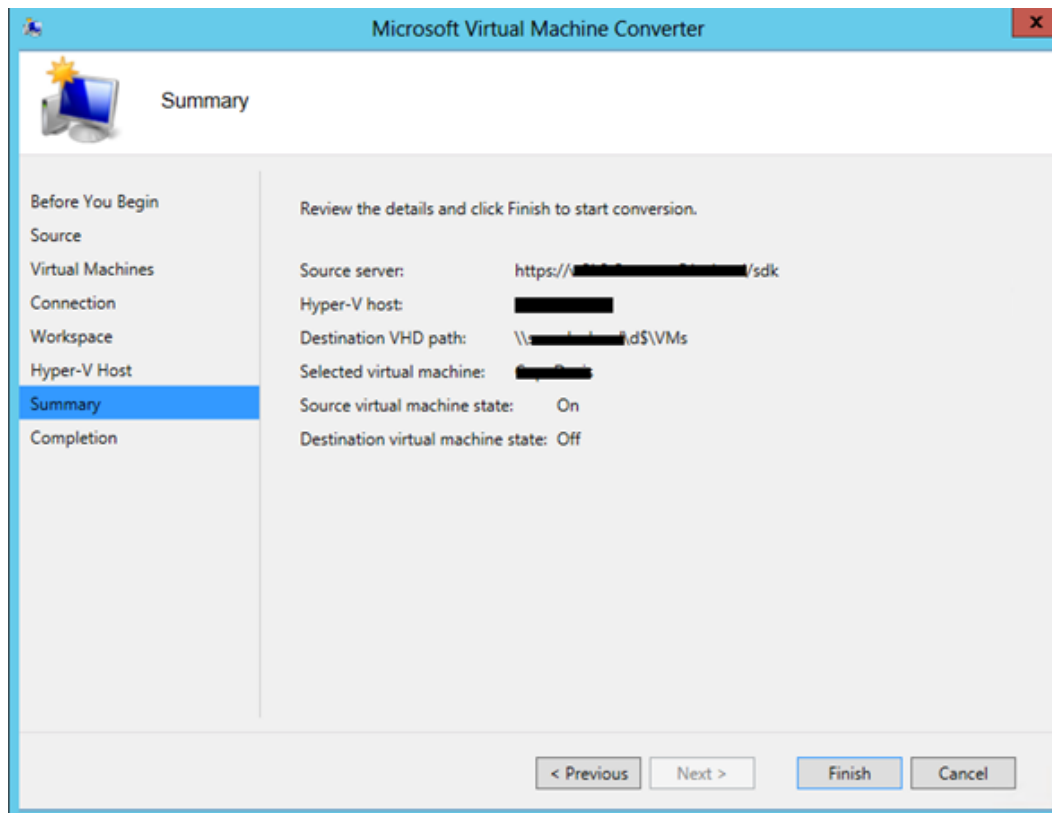 Microsoft Virtual Machine Converter
x
Summary
Before You Begin
Source
Virtual Machines
Connection
Workspace
Hyper-V Host
Summary
Completion
Review the details and click Finish to start conversion.
Source server: https:// /sdk
Hyper-V host:
Destination VHD path: \\ \d$\VMs
Selected virtual machine:
Source virtual machine state: On
Destination virtual machine state: Off
< Previous
Next >
Finish
Cancel